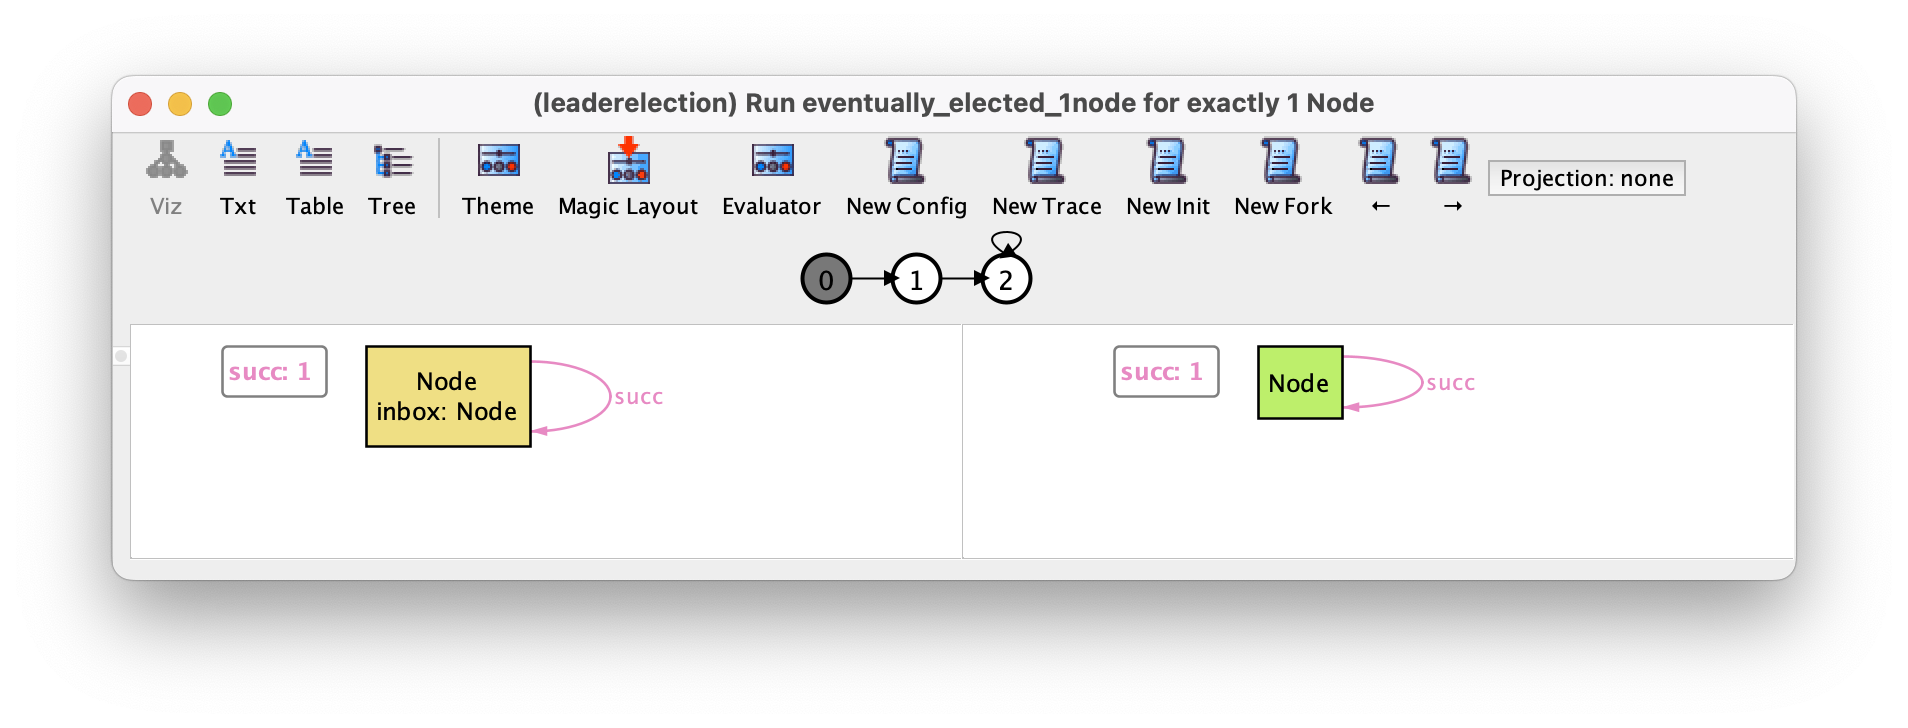 (leaderelection) Run eventually_elected_1node for exactly 1 Node
Viz
Txt
Table
Tree
Theme
Magic Layout
Evaluator
New Config
New Trace
New Init
New Fork
←
→
Projection: none
0
1
2
succ: 1
Node
inbox: Node
succ
succ: 1
Node
succ